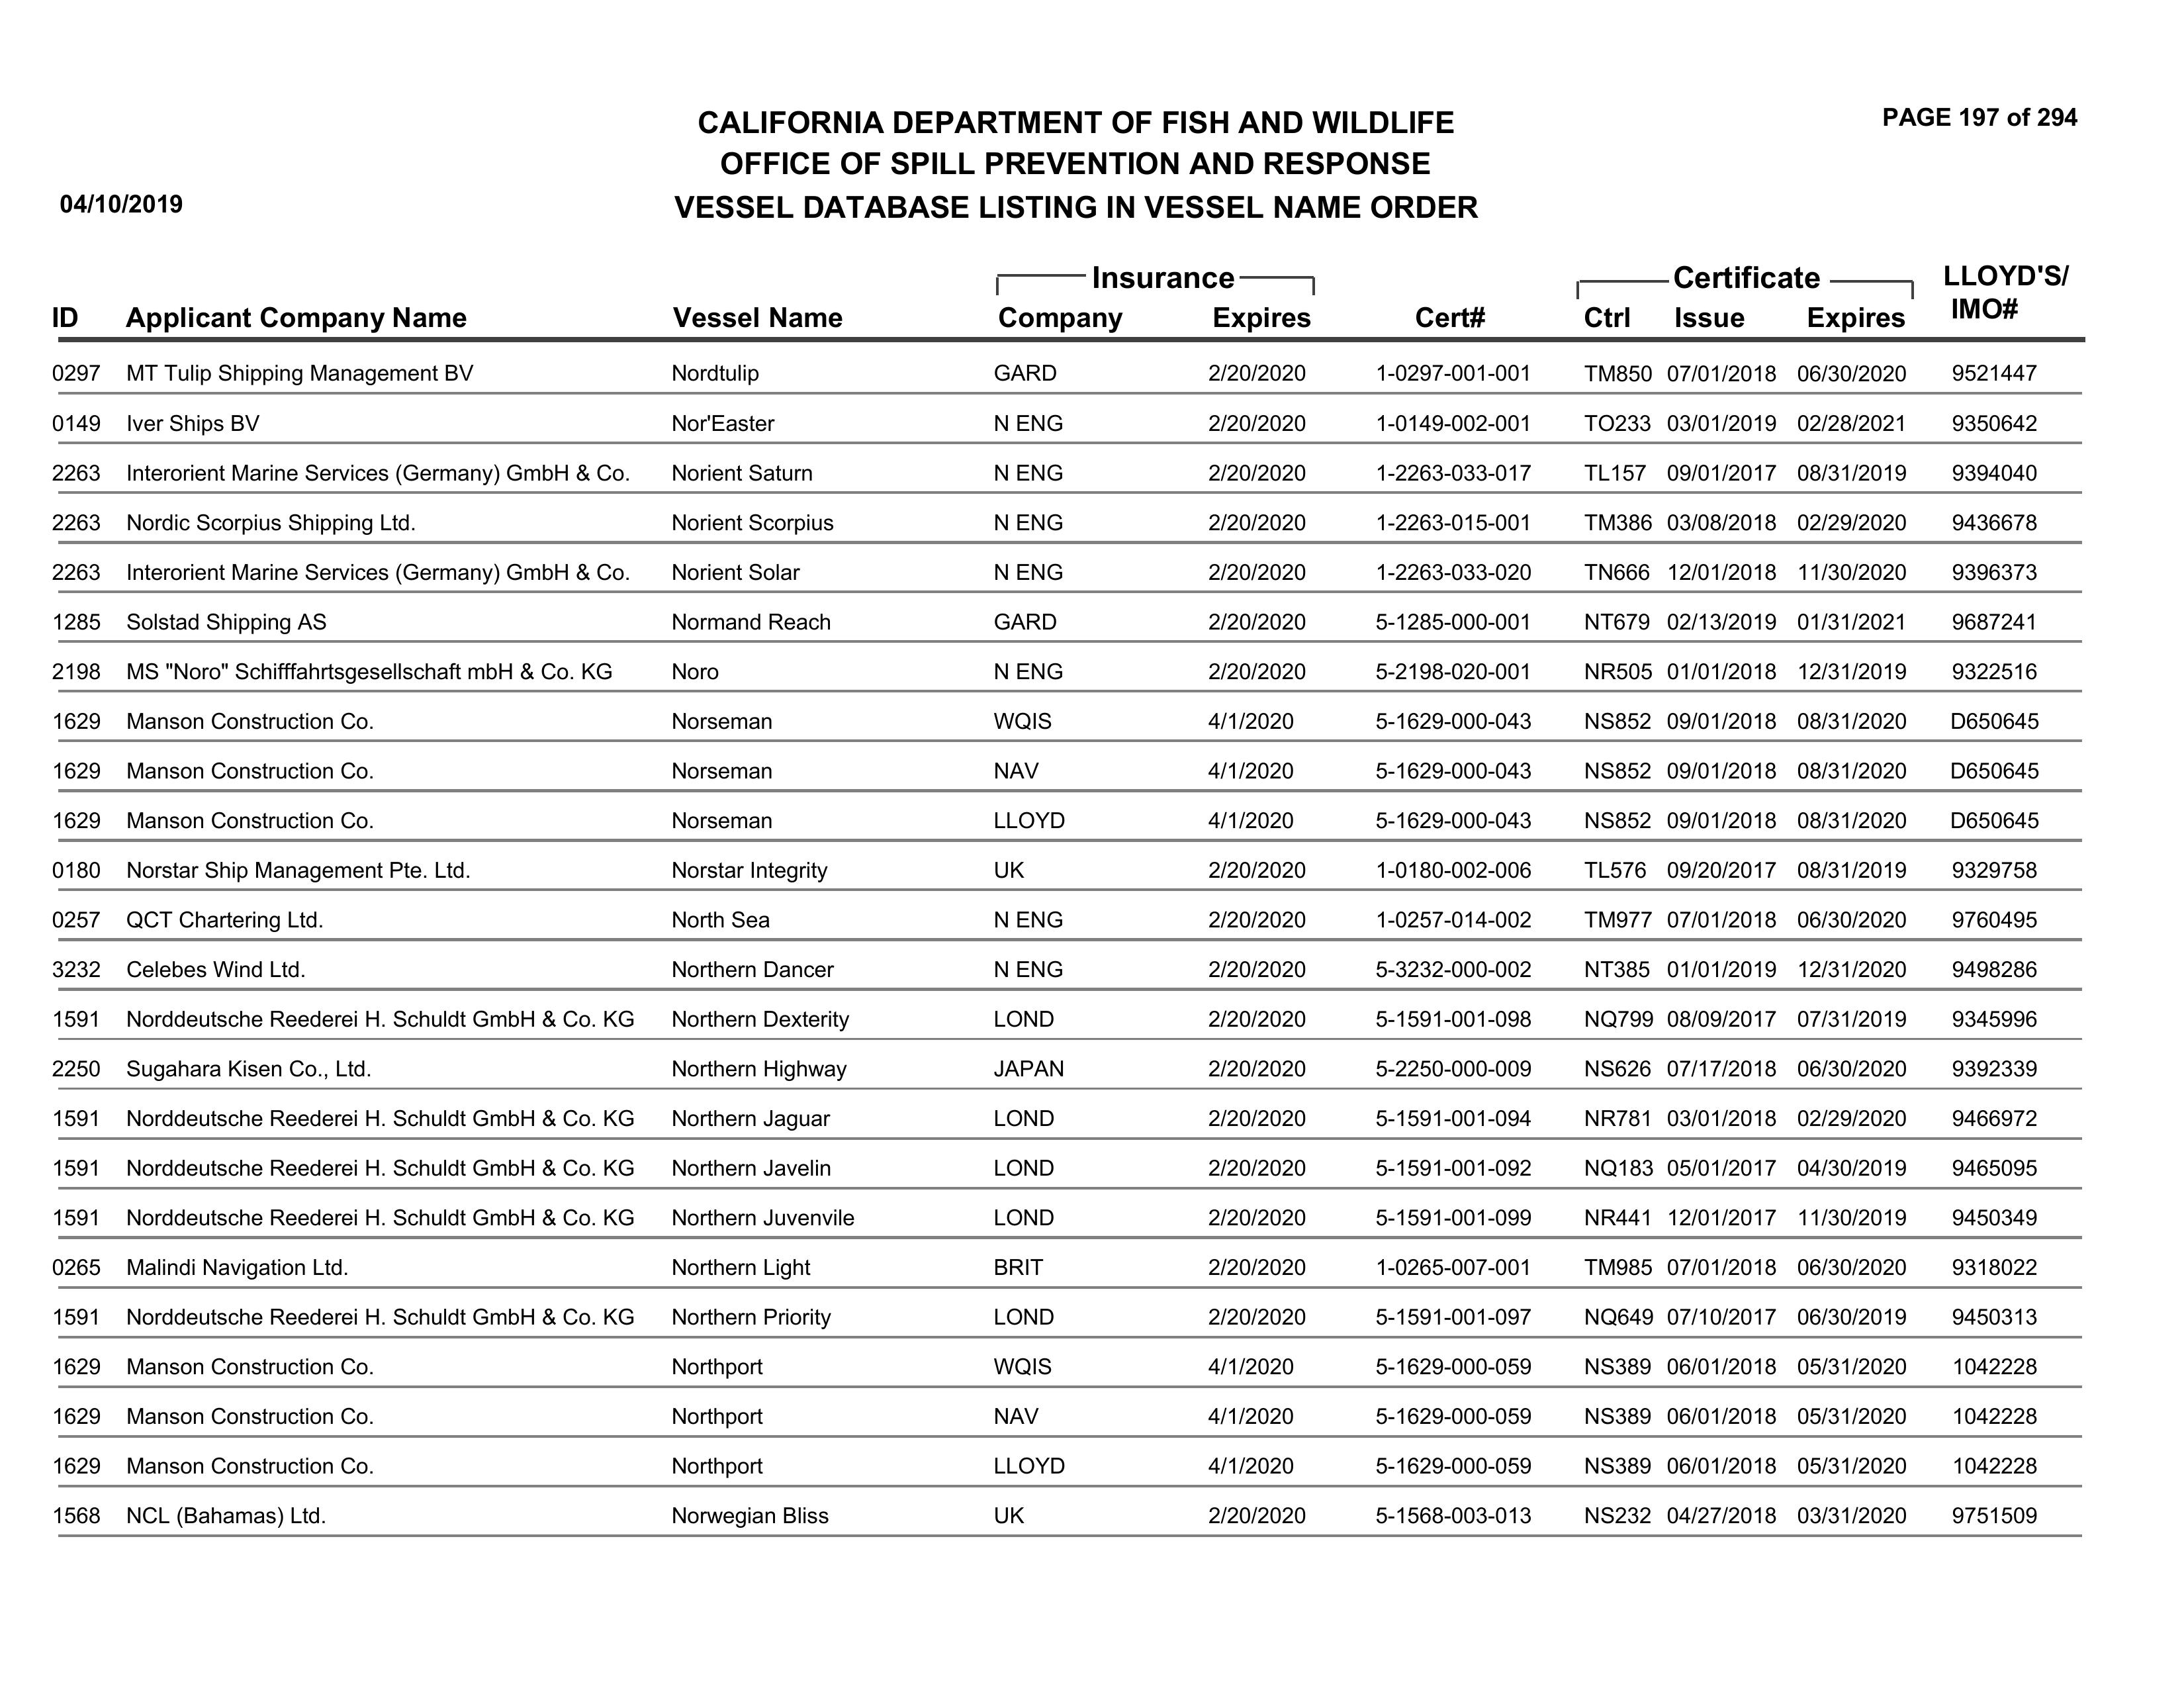 PAGE 197 of 294
CALIFORNIA DEPARTMENT OF FISH AND WILDLIFE
OFFICE OF SPILL PREVENTION AND RESPONSE
04/10/2019 VESSEL DATABASE LISTING IN VESSEL NAME ORDER
Insurance Certificate LLOYD'S/
ID Applicant Company Name Vessel Name Company Expires Cert# Ctrl Issue Expires IMO#
0297 MT Tulip Shipping Management BV Nordtulip GARD 2/20/2020 1-0297-001-001 TM850 07/01/2018 06/30/2020 9521447
0149 Iver Ships BV Nor'Easter N ENG 2/20/2020 1-0149-002-001 TO233 03/01/2019 02/28/2021 9350642
2263 Interorient Marine Services (Germany) GmbH & Co. Norient Saturn N ENG 2/20/2020 1-2263-033-017 TL157 09/01/2017 08/31/2019 9394040
2263 Nordic Scorpius Shipping Ltd. Norient Scorpius N ENG 2/20/2020 1-2263-015-001 TM386 03/08/2018 02/29/2020 9436678
2263 Interorient Marine Services (Germany) GmbH & Co. Norient Solar N ENG 2/20/2020 1-2263-033-020 TN666 12/01/2018 11/30/2020 9396373
1285 Solstad Shipping AS Normand Reach GARD 2/20/2020 5-1285-000-001 NT679 02/13/2019 01/31/2021 9687241
2198 MS "Noro" Schifffahrtsgesellschaft mbH & Co. KG Noro N ENG 2/20/2020 5-2198-020-001 NR505 01/01/2018 12/31/2019 9322516
1629 Manson Construction Co. Norseman WQIS 4/1/2020 5-1629-000-043 NS852 09/01/2018 08/31/2020 D650645
1629 Manson Construction Co. Norseman NAV 4/1/2020 5-1629-000-043 NS852 09/01/2018 08/31/2020 D650645
1629 Manson Construction Co. Norseman LLOYD 4/1/2020 5-1629-000-043 NS852 09/01/2018 08/31/2020 D650645
0180 Norstar Ship Management Pte. Ltd. Norstar Integrity UK 2/20/2020 1-0180-002-006 TL576 09/20/2017 08/31/2019 9329758
0257 QCT Chartering Ltd. North Sea N ENG 2/20/2020 1-0257-014-002 TM977 07/01/2018 06/30/2020 9760495
3232 Celebes Wind Ltd. Northern Dancer N ENG 2/20/2020 5-3232-000-002 NT385 01/01/2019 12/31/2020 9498286
1591 Norddeutsche Reederei H. Schuldt GmbH & Co. KG Northern Dexterity LOND 2/20/2020 5-1591-001-098 NQ799 08/09/2017 07/31/2019 9345996
2250 Sugahara Kisen Co., Ltd. Northern Highway JAPAN 2/20/2020 5-2250-000-009 NS626 07/17/2018 06/30/2020 9392339
1591 Norddeutsche Reederei H. Schuldt GmbH & Co. KG Northern Jaguar LOND 2/20/2020 5-1591-001-094 NR781 03/01/2018 02/29/2020 9466972
1591 Norddeutsche Reederei H. Schuldt GmbH & Co. KG Northern Javelin LOND 2/20/2020 5-1591-001-092 NQ183 05/01/2017 04/30/2019 9465095
1591 Norddeutsche Reederei H. Schuldt GmbH & Co. KG Northern Juvenvile LOND 2/20/2020 5-1591-001-099 NR441 12/01/2017 11/30/2019 9450349
0265 Malindi Navigation Ltd. Northern Light BRIT 2/20/2020 1-0265-007-001 TM985 07/01/2018 06/30/2020 9318022
1591 Norddeutsche Reederei H. Schuldt GmbH & Co. KG Northern Priority LOND 2/20/2020 5-1591-001-097 NQ649 07/10/2017 06/30/2019 9450313
1629 Manson Construction Co. Northport WQIS 4/1/2020 5-1629-000-059 NS389 06/01/2018 05/31/2020 1042228
1629 Manson Construction Co. Northport NAV 4/1/2020 5-1629-000-059 NS389 06/01/2018 05/31/2020 1042228
1629 Manson Construction Co. Northport LLOYD 4/1/2020 5-1629-000-059 NS389 06/01/2018 05/31/2020 1042228
1568 NCL (Bahamas) Ltd. Norwegian Bliss UK 2/20/2020 5-1568-003-013 NS232 04/27/2018 03/31/2020 9751509